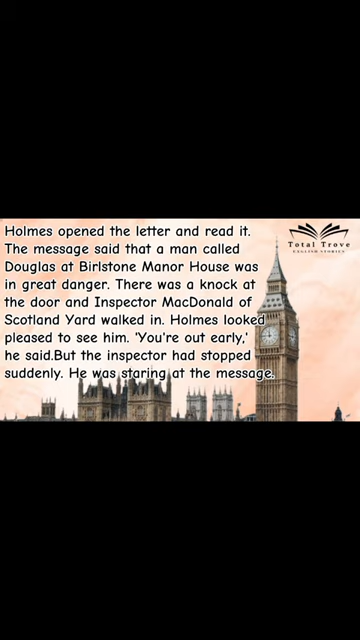 Holmes opened the letter and read it.
The message said that a man called
Douglas at Birlstone Manor House was
in great danger. There was a knock at
the door and Inspector MacDonald of
Scotland Yard walked in. Holmes looked
pleased to see him. 'You're out early,'
he said.But the inspector had stopped
suddenly. He was staring at the message.
Total Trove
ENGLISH STORIES